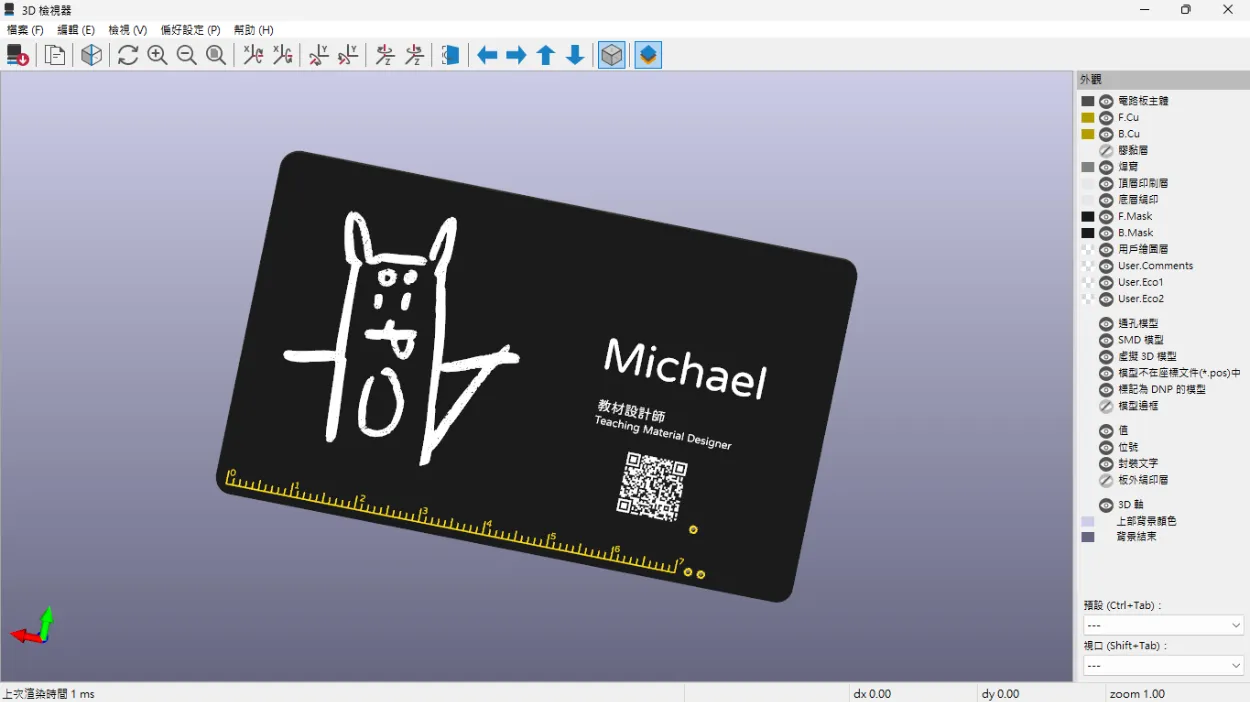 3D 檢視器
檔案 (F) 編輯 (E) 檢視 (V) 偏好設定 (P) 幫助 (H)
外觀
電路板主體
F.Cu
B.Cu
膠黏層
焊膏
頂層印刷層
底層編印
F.Mask
B.Mask
用戶繪圖層
User.Comments
User.Eco1
User.Eco2
通孔模型
SMD 模型
虛擬 3D 模型
模型不在座標文件(*.pos)中
標記為 DNP 的模型
模型邊框
值
位號
封裝文字
板外編印層
3D 軸
上部背景顏色
背景結束
預設 (Ctrl+Tab) :
---
視口 (Shift+Tab) :
---
Michael
教材設計師
Teaching Material Designer
0 1 2 3 4 5 6 7
上次渲染時間 1 ms
dx 0.00
dy 0.00
zoom 1.00